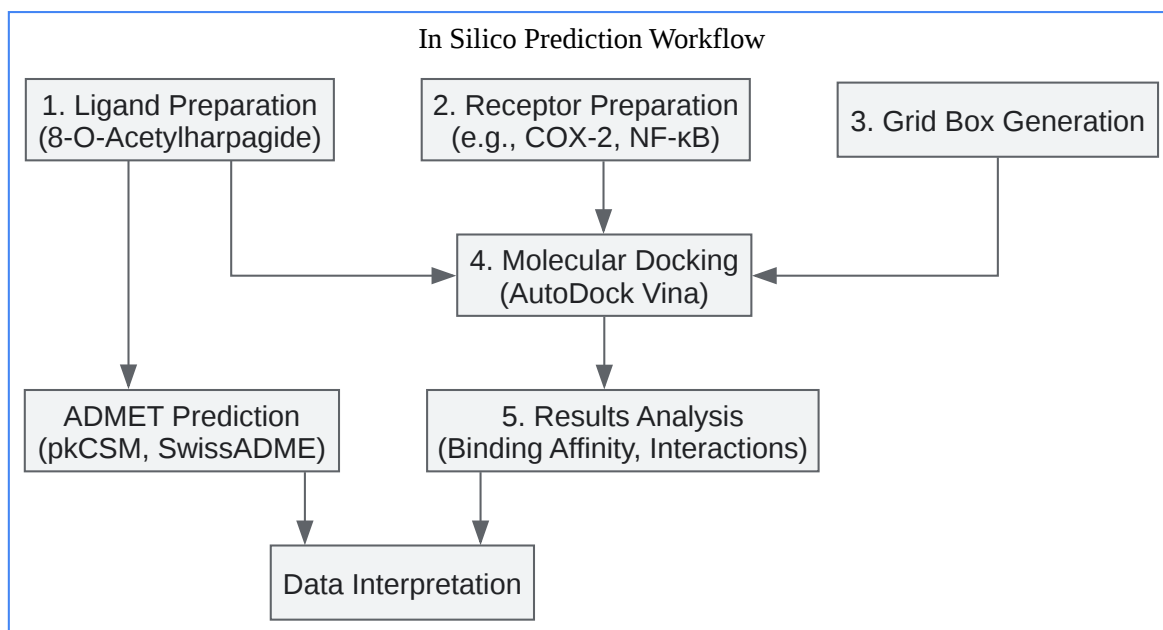 In Silico Prediction Workflow
1. Ligand Preparation
(8-O-Acetylharpagide)
2. Receptor Preparation
(e.g., COX-2, NF-κB)
3. Grid Box Generation
4. Molecular Docking
(AutoDock Vina)
ADMET Prediction
(pkCSM, SwissADME)
5. Results Analysis
(Binding Affinity, Interactions)
Data Interpretation